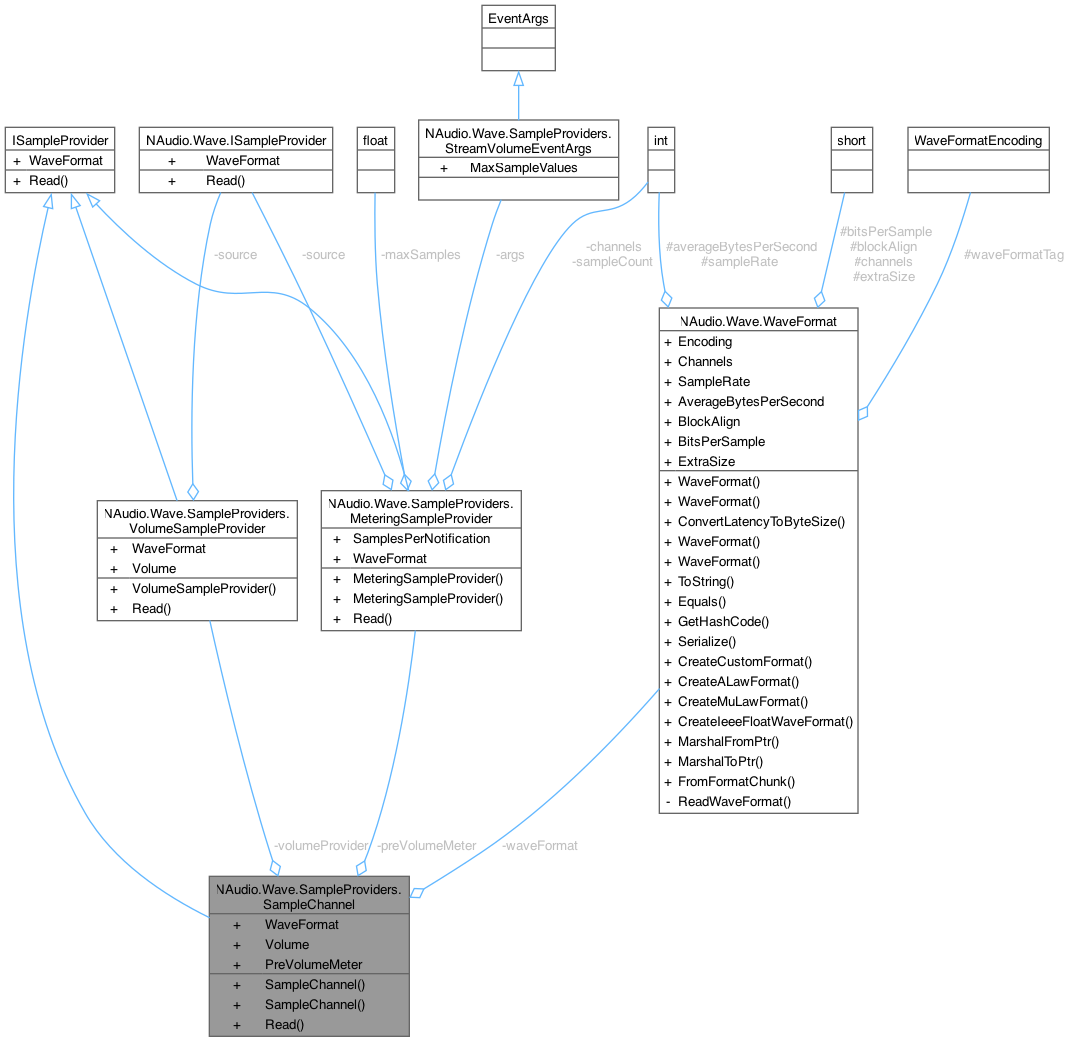 EventArgs
ISampleProvider
+ WaveFormat
+ Read()
NAudio.Wave.ISampleProvider
+ WaveFormat
+ Read()
float
NAudio.Wave.SampleProviders.
StreamVolumeEventArgs
+ MaxSampleValues
int
short
WaveFormatEncoding
-source
-source
-maxSamples
-args
-channels
-sampleCount
#averageBytesPerSecond
#sampleRate
#bitsPerSample
#blockAlign
#channels
#extraSize
#waveFormatTag
NAudio.Wave.WaveFormat
+ Encoding
+ Channels
+ SampleRate
+ AverageBytesPerSecond
+ BlockAlign
+ BitsPerSample
+ ExtraSize
+ WaveFormat()
+ WaveFormat()
+ ConvertLatencyToByteSize()
+ WaveFormat()
+ WaveFormat()
+ ToString()
+ Equals()
+ GetHashCode()
+ Serialize()
+ CreateCustomFormat()
+ CreateALawFormat()
+ CreateMuLawFormat()
+ CreateIeeeFloatWaveFormat()
+ MarshalFromPtr()
+ MarshalToPtr()
+ FromFormatChunk()
- ReadWaveFormat()
NAudio.Wave.SampleProviders.
VolumeSampleProvider
+ WaveFormat
+ Volume
+ VolumeSampleProvider()
+ Read()
NAudio.Wave.SampleProviders.
MeteringSampleProvider
+ SamplesPerNotification
+ WaveFormat
+ MeteringSampleProvider()
+ MeteringSampleProvider()
+ Read()
-volumeProvider
-preVolumeMeter
-waveFormat
NAudio.Wave.SampleProviders.
SampleChannel
+ WaveFormat
+ Volume
+ PreVolumeMeter
+ SampleChannel()
+ SampleChannel()
+ Read()